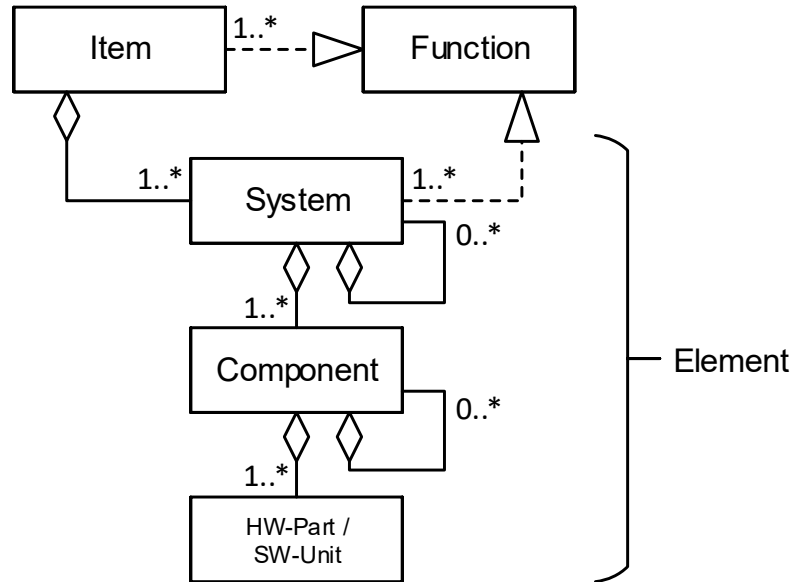 Item
1..*
Function
1..*
System
1..*
0..*
1..*
Component
Element
0..*
1..*
HW-Part /
SW-Unit